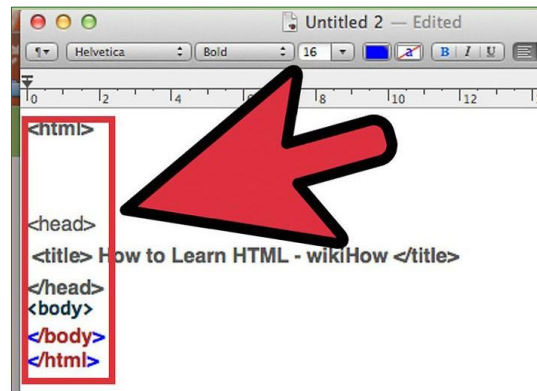 Untitled 2 — Edited
¶ Helvetica Bold 16 a B I U
0 2 4 8 10 12
<html>
<head>
<title> How to Learn HTML - wikiHow </title>
</head>
<body>
</body>
</html>